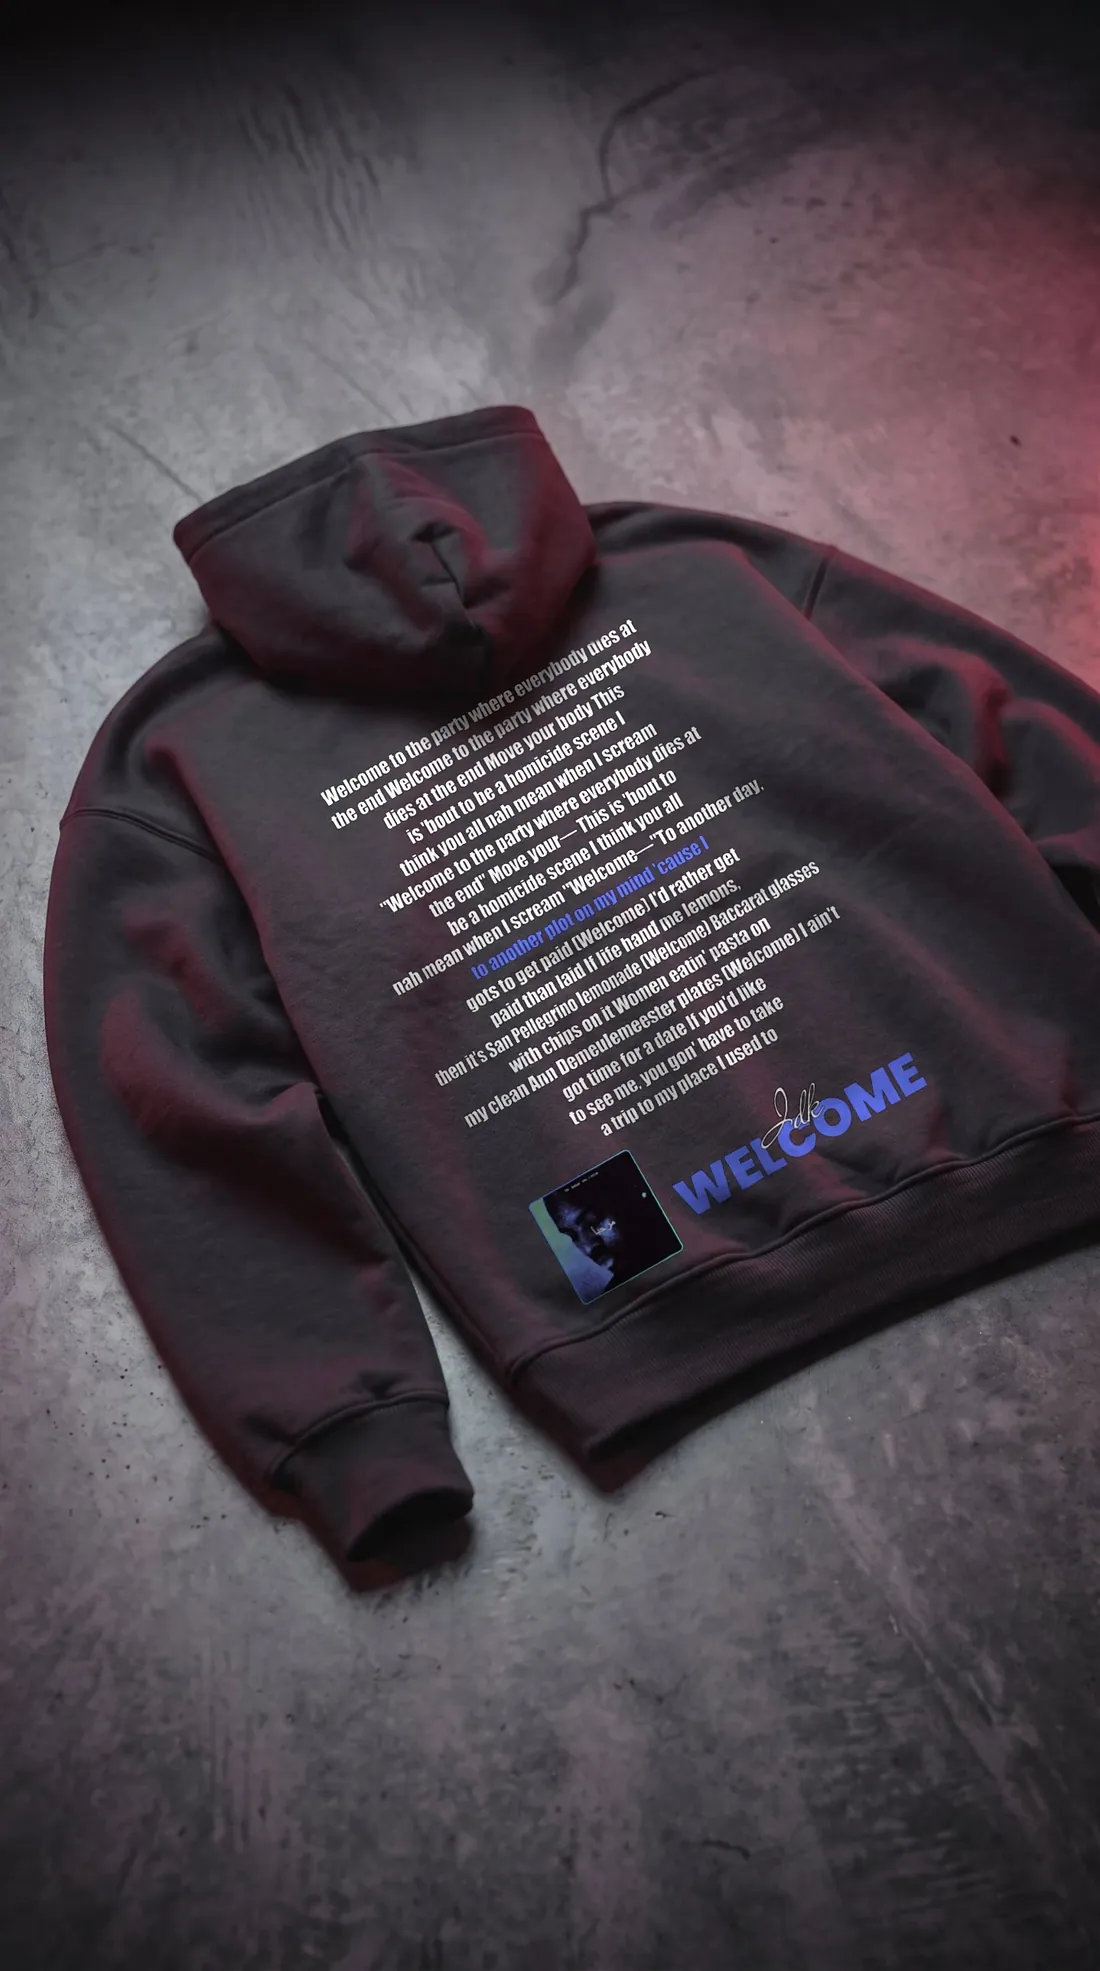 Welcome to the party where everybody dies at
the end Welcome to the party where everybody
dies at the end Move your body This
is 'bout to be a homicide scene I
think you all nah mean when I scream
"Welcome to the party where everybody dies at
the end" Move your— This is 'bout to
be a homicide scene I think you all
nah mean when I scream "Welcome—"To another day,
to another plot on my mind 'cause I
gots to get paid (Welcome) I'd rather get
paid than laid If life hand me lemons,
then it's San Pellegrino lemonade (Welcome) Baccarat glasses
with chips on it Women eatin' pasta on
my clean Ann Demeulemeester plates (Welcome) I ain't
got time for a date If you'd like
to see me, you gon' have to take
a trip to my place I used to
Jdk
WELCOME